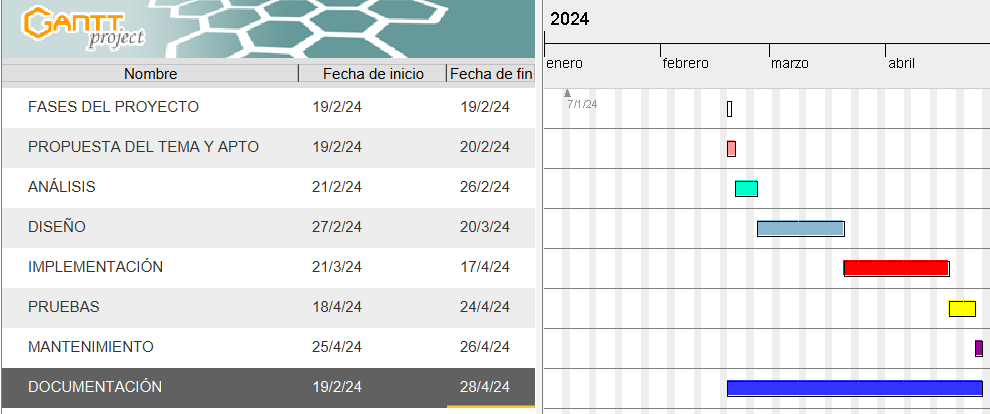 GANTT
project
2024
enero febrero marzo abril
Nombre Fecha de inicio Fecha de fin
7/1/24
FASES DEL PROYECTO 19/2/24 19/2/24
PROPUESTA DEL TEMA Y APTO 19/2/24 20/2/24
ANÁLISIS 21/2/24 26/2/24
DISEÑO 27/2/24 20/3/24
IMPLEMENTACIÓN 21/3/24 17/4/24
PRUEBAS 18/4/24 24/4/24
MANTENIMIENTO 25/4/24 26/4/24
DOCUMENTACIÓN 19/2/24 28/4/24